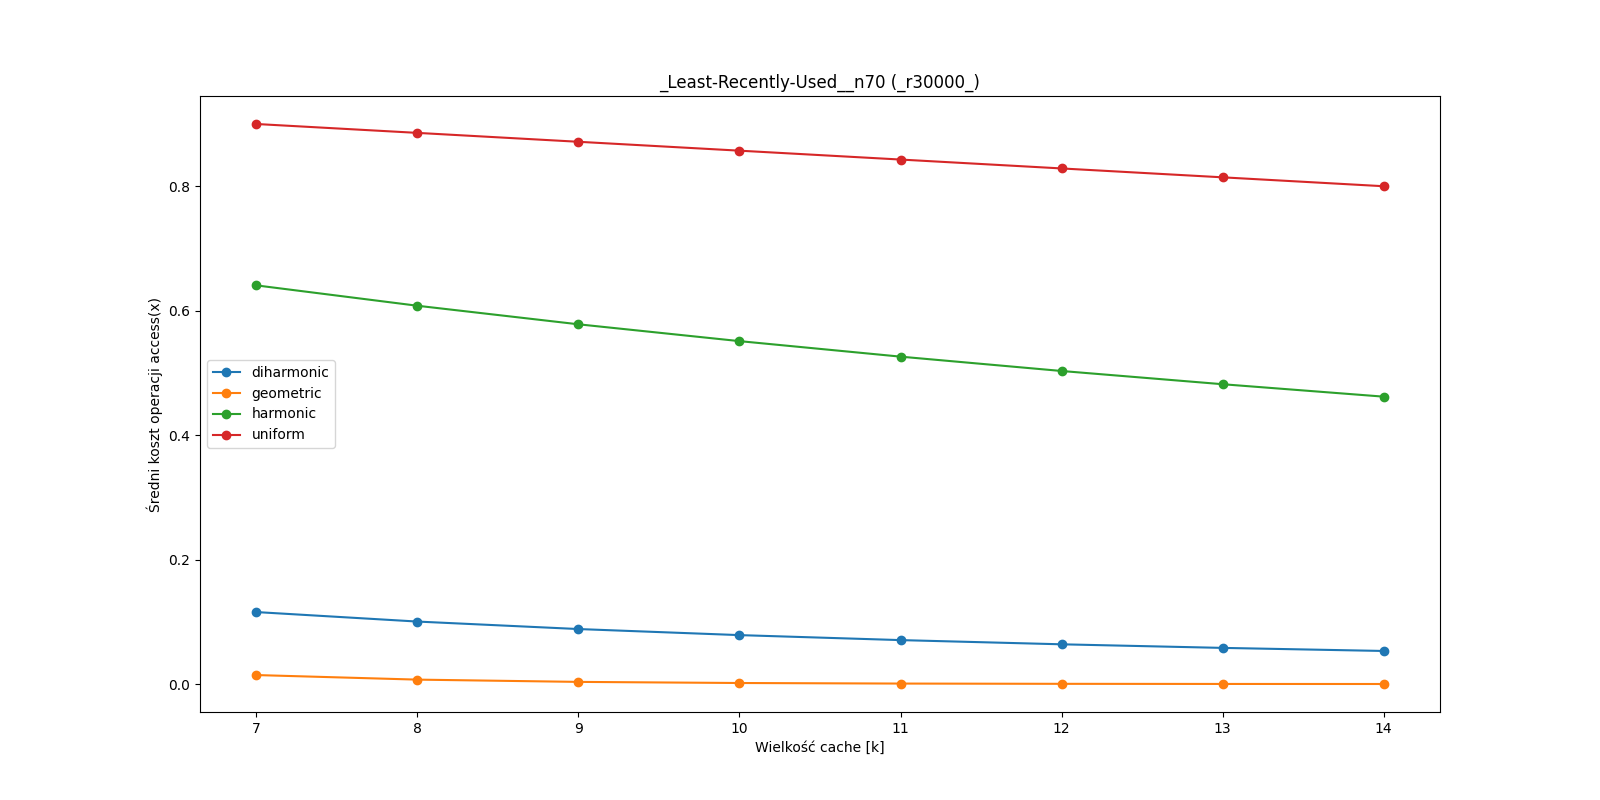 _Least-Recently-Used__n70 (_r30000_)
Średni koszt operacji access(x)
0.8
0.6
0.4
0.2
0.0
diharmonic
geometric
harmonic
uniform
7 8 9 10 11 12 13 14
Wielkość cache [k]